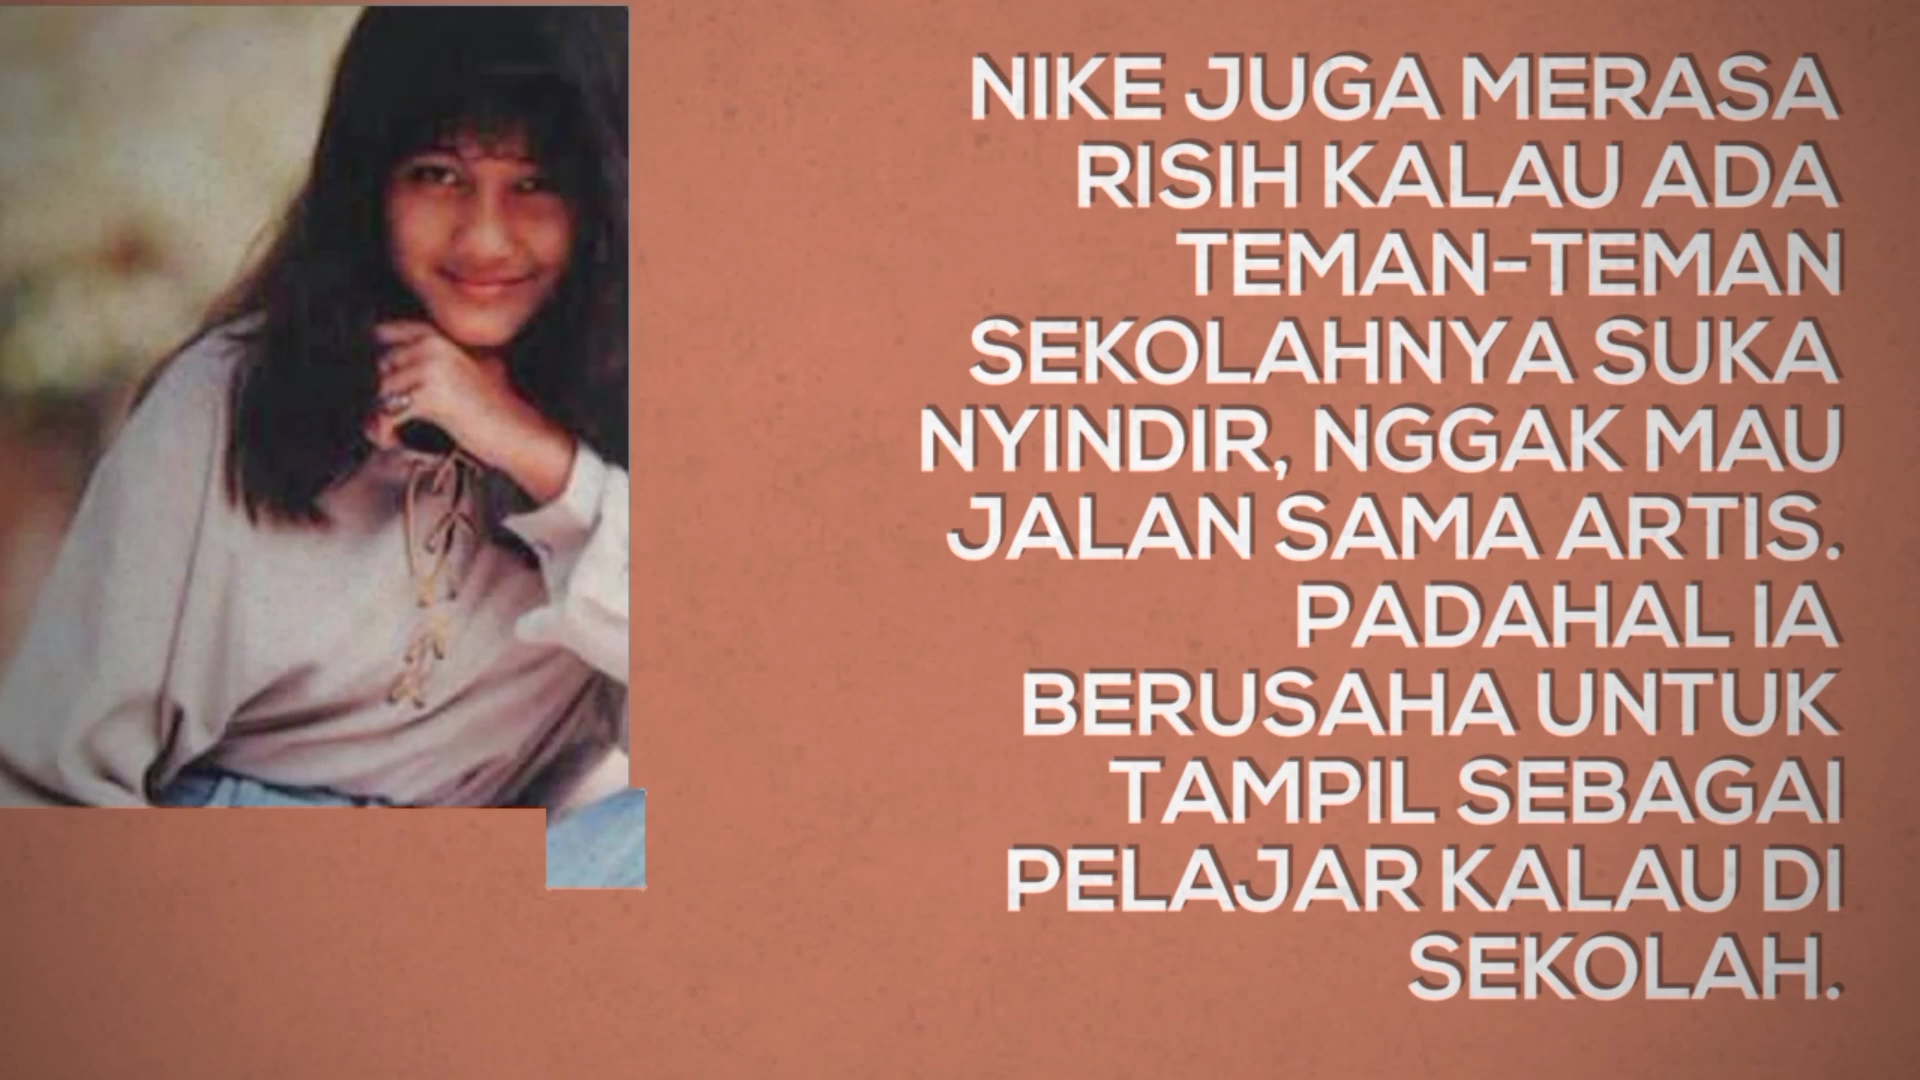 NIKE JUGA MERASA
RISIH KALAU ADA
TEMAN-TEMAN
SEKOLAHNYA SUKA
NYINDIR, NGGAK MAU
JALAN SAMA ARTIS.
PADAHAL IA
BERUSAHA UNTUK
TAMPIL SEBAGAI
PELAJAR KALAU DI
SEKOLAH.